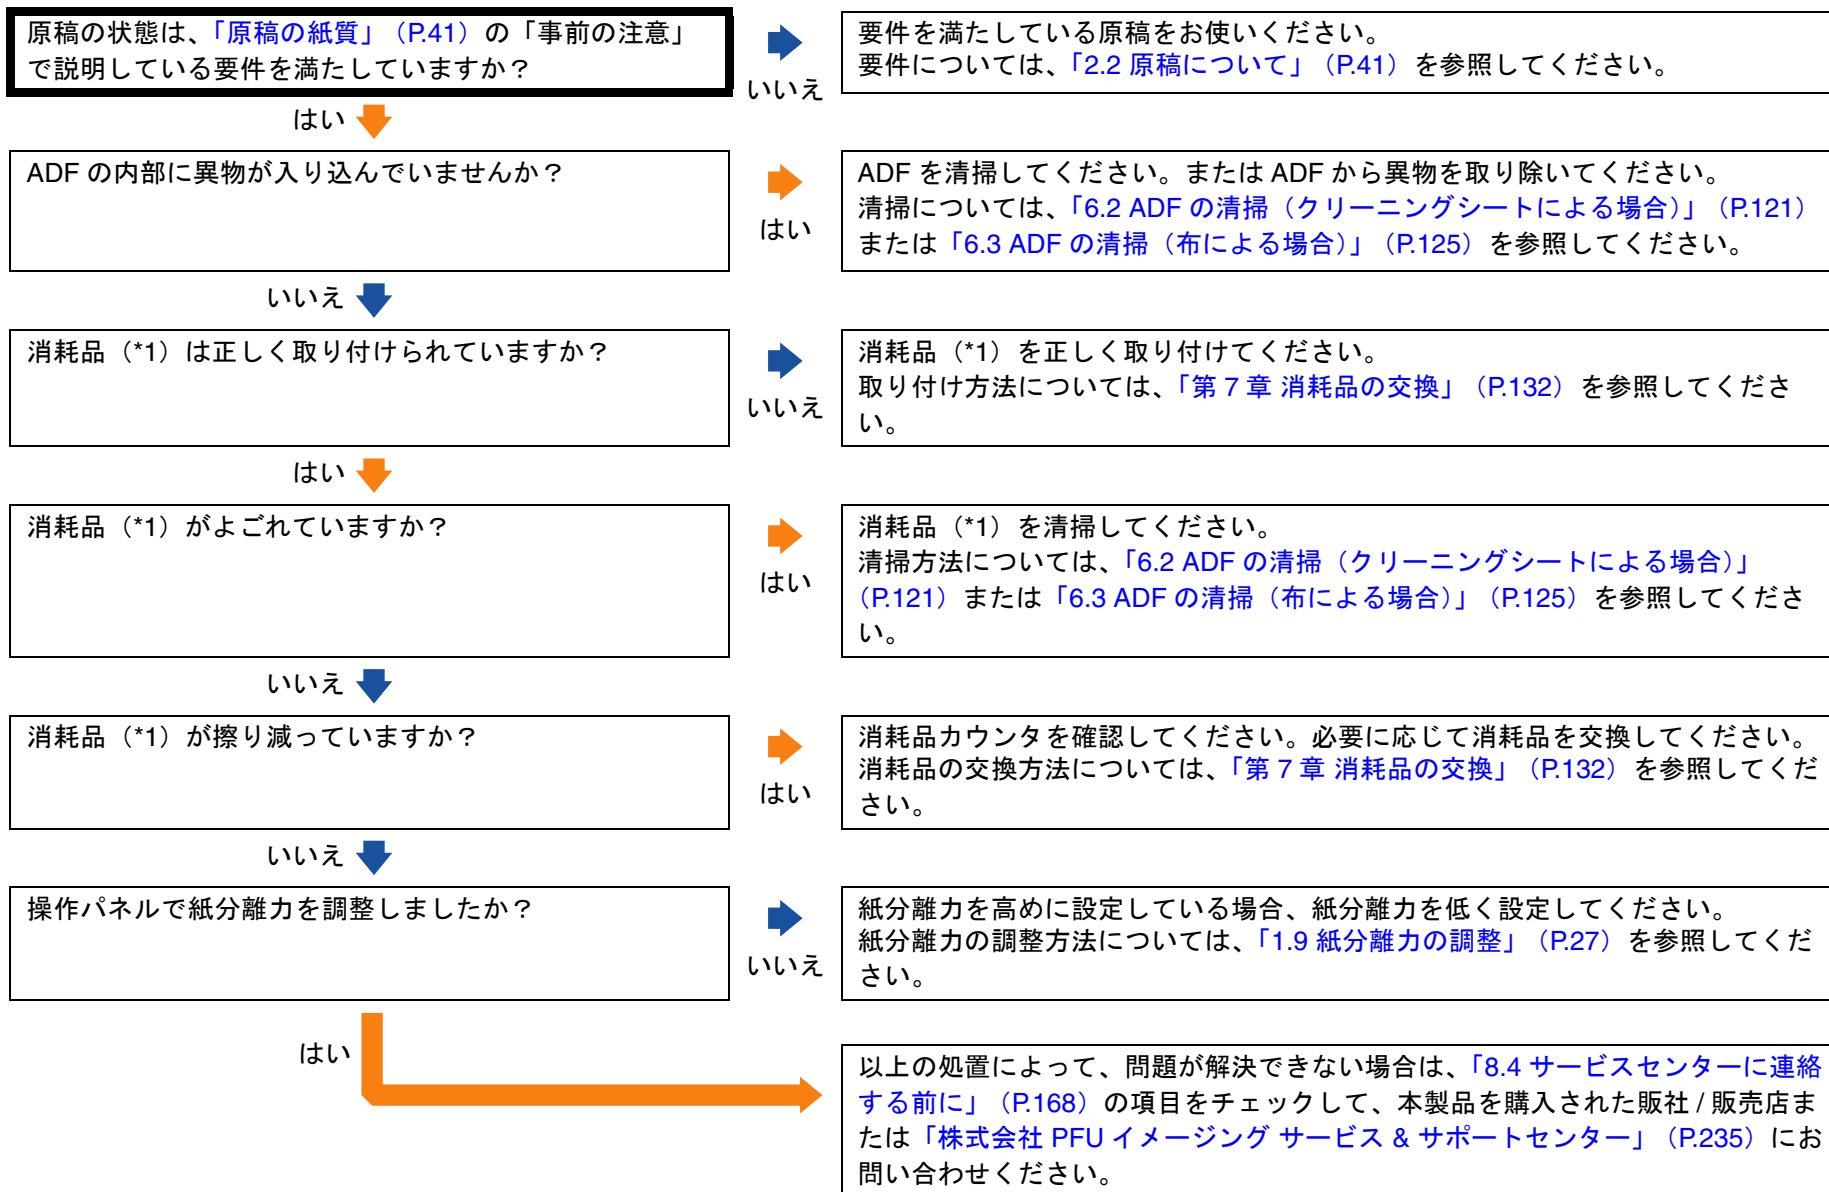 原稿の状態は、「原稿の紙質」（P.41）の「事前の注意」
で説明している要件を満たしていますか？
いいえ
要件を満たしている原稿をお使いください。
要件については、「2.2 原稿について」（P.41）を参照してください。
はい
ADF の内部に異物が入り込んでいませんか？
はい
ADF を清掃してください。または ADF から異物を取り除いてください。
清掃については、「6.2 ADF の清掃（クリーニングシートによる場合）」（P.121）
または「6.3 ADF の清掃（布による場合）」（P.125）を参照してください。
いいえ
消耗品（*1）は正しく取り付けられていますか？
いいえ
消耗品（*1）を正しく取り付けてください。
取り付け方法については、「第 7 章 消耗品の交換」（P.132）を参照してくださ
い。
はい
消耗品（*1）がよごれていますか？
はい
消耗品（*1）を清掃してください。
清掃方法については、「6.2 ADF の清掃（クリーニングシートによる場合）」
（P.121）または「6.3 ADF の清掃（布による場合）」（P.125）を参照してくださ
い。
いいえ
消耗品（*1）が擦り減っていますか？
はい
消耗品カウンタを確認してください。必要に応じて消耗品を交換してください。
消耗品の交換方法については、「第 7 章 消耗品の交換」（P.132）を参照してくだ
さい。
いいえ
操作パネルで紙分離力を調整しましたか？
いいえ
紙分離力を高めに設定している場合、紙分離力を低く設定してください。
紙分離力の調整方法については、「1.9 紙分離力の調整」（P.27）を参照してくだ
さい。
はい
以上の処置によって、問題が解決できない場合は、「8.4 サービスセンターに連絡
する前に」（P.168）の項目をチェックして、本製品を購入された販社 / 販売店ま
たは「株式会社 PFU イメージング サービス & サポートセンター」（P.235）にお
問い合わせください。